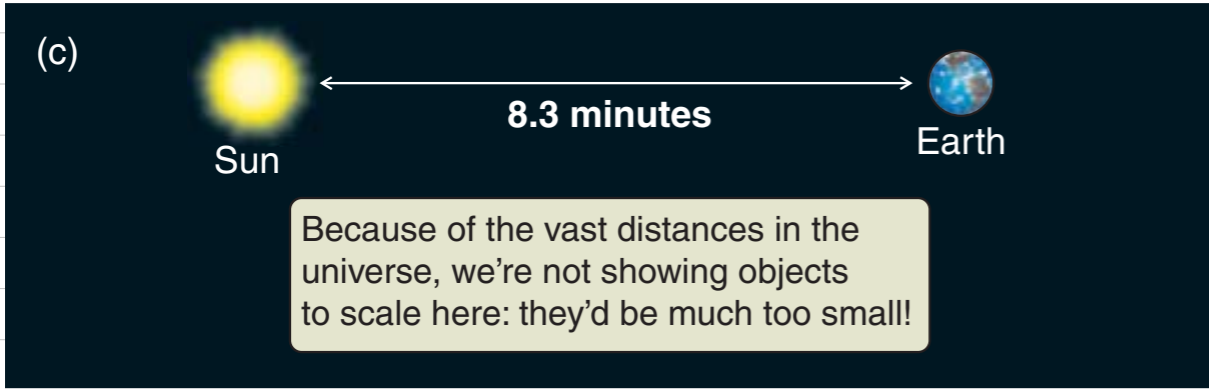 (c)
8.3 minutes
Sun
Earth
Because of the vast distances in the
universe, we’re not showing objects
to scale here: they’d be much too small!